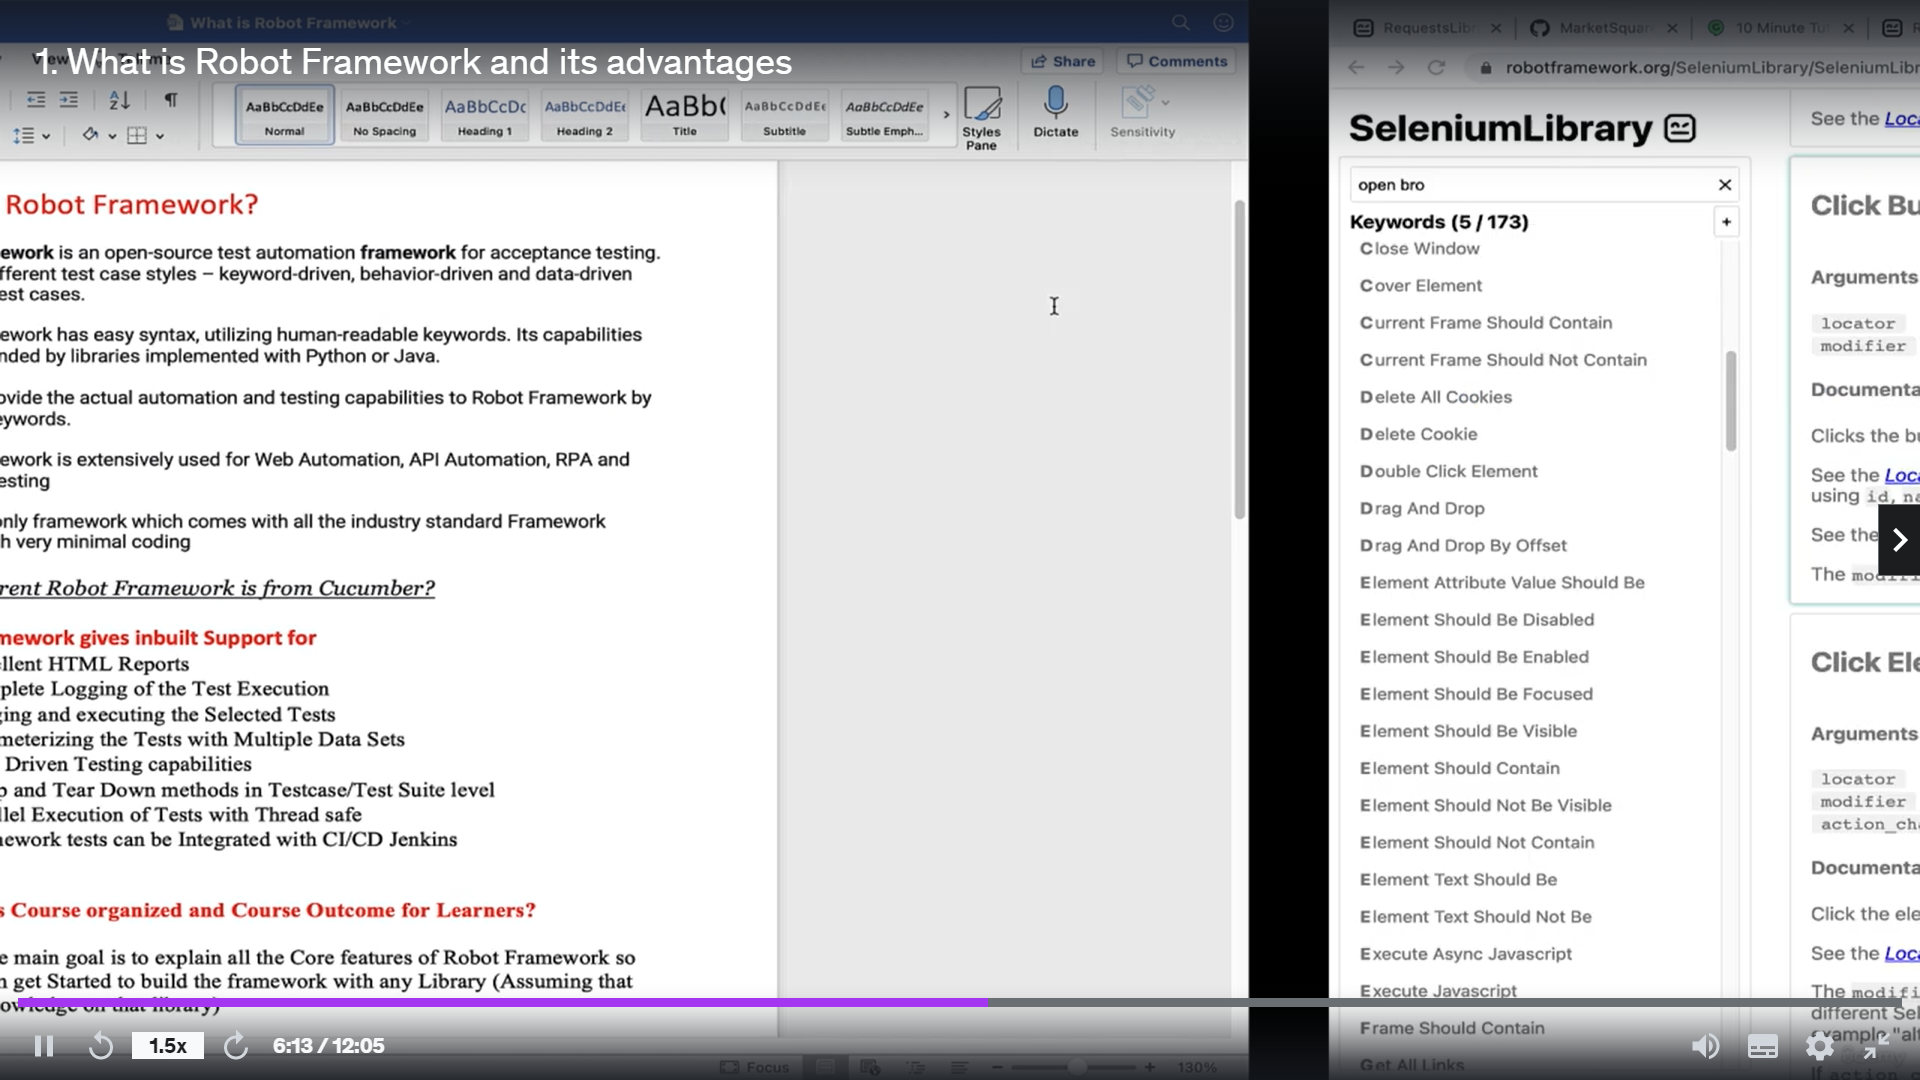 What is Robot Framework
1. What is Robot Framework and its advantages
Share
Comments
AaBbCcDdEe
Normal
AaBbCcDdEe
No Spacing
AaBbCcDc
Heading 1
AaBbCcDdEe
Heading 2
AaBb(
Title
AaBbCcDdEe
Subtitle
AaBbCcDdEe
Subtle Emph...
Styles
Pane
Dictate
Sensitivity
Robot Framework?
ework is an open-source test automation framework for acceptance testing.
fferent test case styles – keyword-driven, behavior-driven and data-driven
est cases.
ework has easy syntax, utilizing human-readable keywords. Its capabilities
nded by libraries implemented with Python or Java.
ovide the actual automation and testing capabilities to Robot Framework by
eywords.
ework is extensively used for Web Automation, API Automation, RPA and
esting
only framework which comes with all the industry standard Framework
h very minimal coding
rent Robot Framework is from Cucumber?
mework gives inbuilt Support for
llent HTML Reports
plete Logging of the Test Execution
ging and executing the Selected Tests
meterizing the Tests with Multiple Data Sets
Driven Testing capabilities
p and Tear Down methods in Testcase/Test Suite level
llel Execution of Tests with Thread safe
nework tests can be Integrated with CI/CD Jenkins
s Course organized and Course Outcome for Learners?
e main goal is to explain all the Core features of Robot Framework so
n get Started to build the framework with any Library (Assuming that
owledge on that library)
1.5x
6:13 / 12:05
Focus
130%
RequestsLib
MarketSquar
10 Minute Tu
robotframework.org/SeleniumLibrary/SeleniumLibr
SeleniumLibrary
open bro
Keywords (5 / 173)
+
Close Window
Cover Element
Current Frame Should Contain
Current Frame Should Not Contain
Delete All Cookies
Delete Cookie
Double Click Element
Drag And Drop
Drag And Drop By Offset
Element Attribute Value Should Be
Element Should Be Disabled
Element Should Be Enabled
Element Should Be Focused
Element Should Be Visible
Element Should Contain
Element Should Not Be Visible
Element Should Not Contain
Element Text Should Be
Element Text Should Not Be
Execute Async Javascript
Execute Javascript
Frame Should Contain
Get All Links
See the Loca
Click Bu
Arguments
locator
modifier
Documenta
Clicks the bu
See the Loca
using id, na
See the
The
Click Ele
Arguments
locator
modifier
action_cha
Documenta
Click the ele
See the Loca
The modifi
different Sel
example "alt